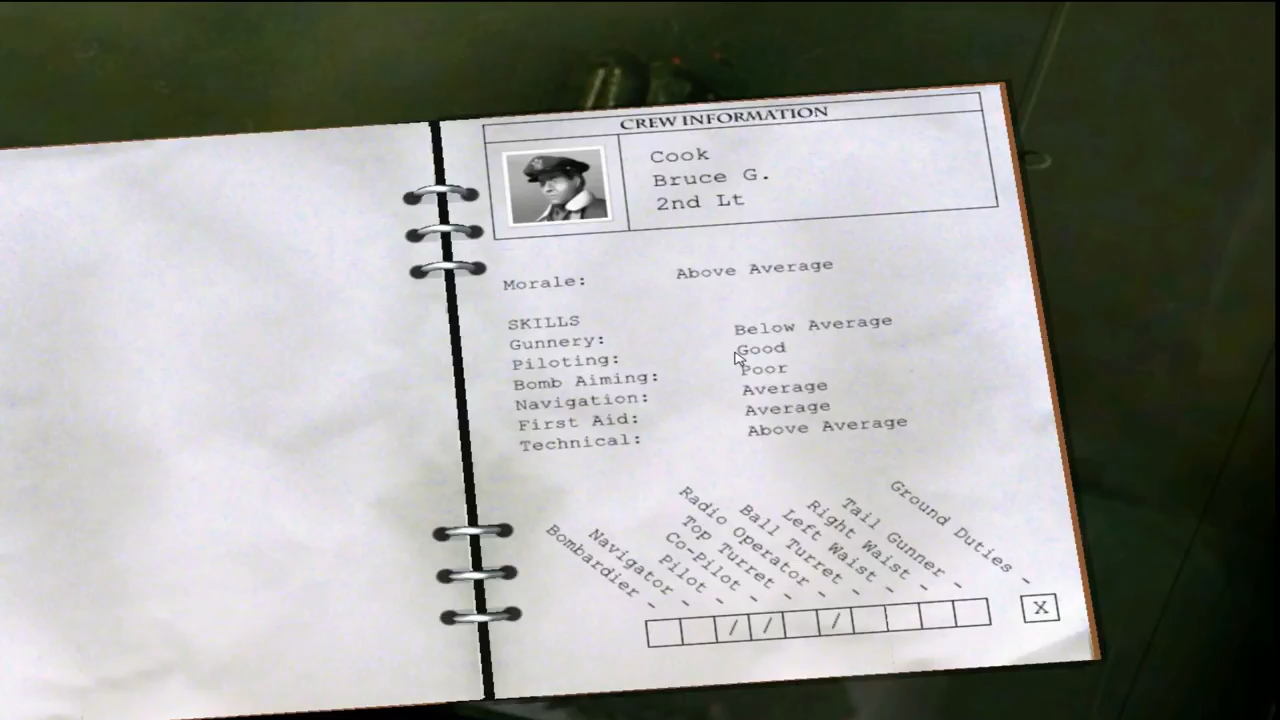 CREW INFORMATION
Cook
Bruce G.
2nd Lt
Morale: Above Average
SKILLS
Gunnery: Below Average
Piloting: Good
Bomb Aiming: Poor
Navigation: Average
First Aid: Average
Technical: Above Average
Bombardier -
Navigator -
Pilot -
Co-Pilot -
Top Turret -
Radio Operator -
Ball Turret -
Left Waist -
Right Waist -
Tail Gunner -
Ground Duties -
/ / / X